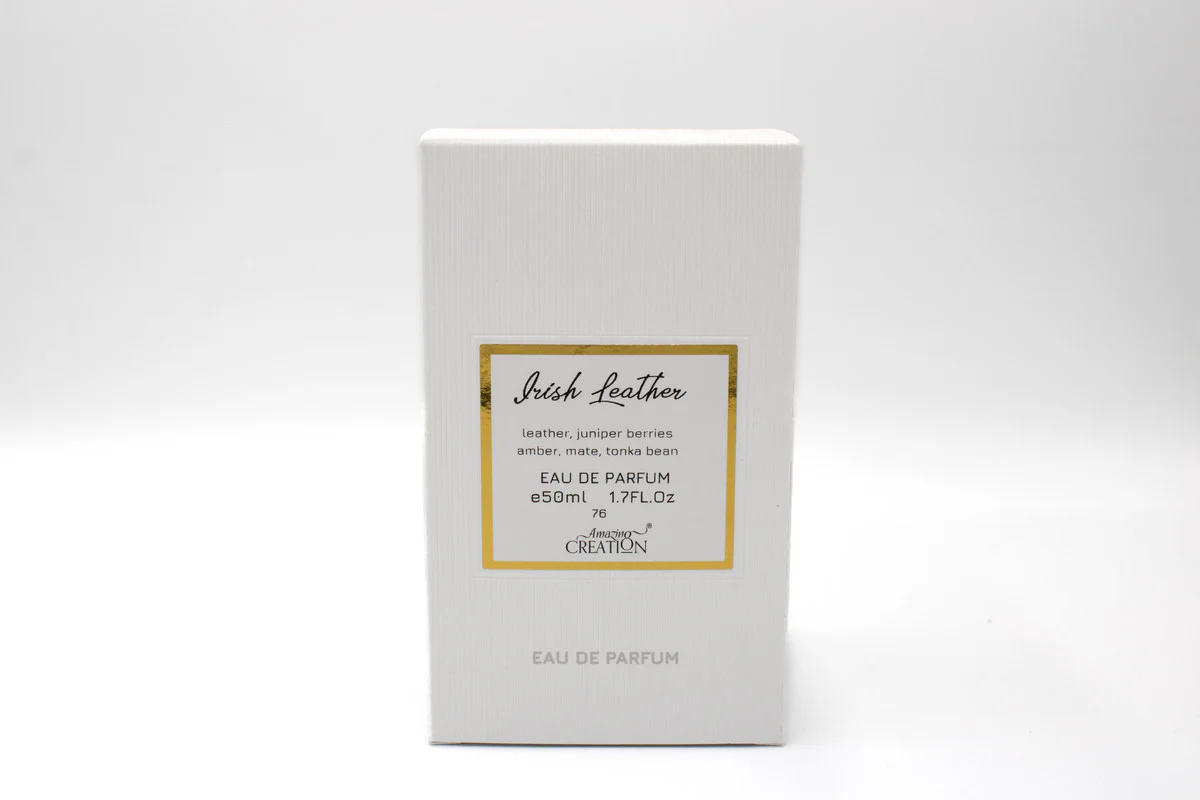 Irish Leather
leather, juniper berries
amber, mate, tonka bean
EAU DE PARFUM
e50ml 1.7FL.Oz
76
Amazing®
CREATION
EAU DE PARFUM